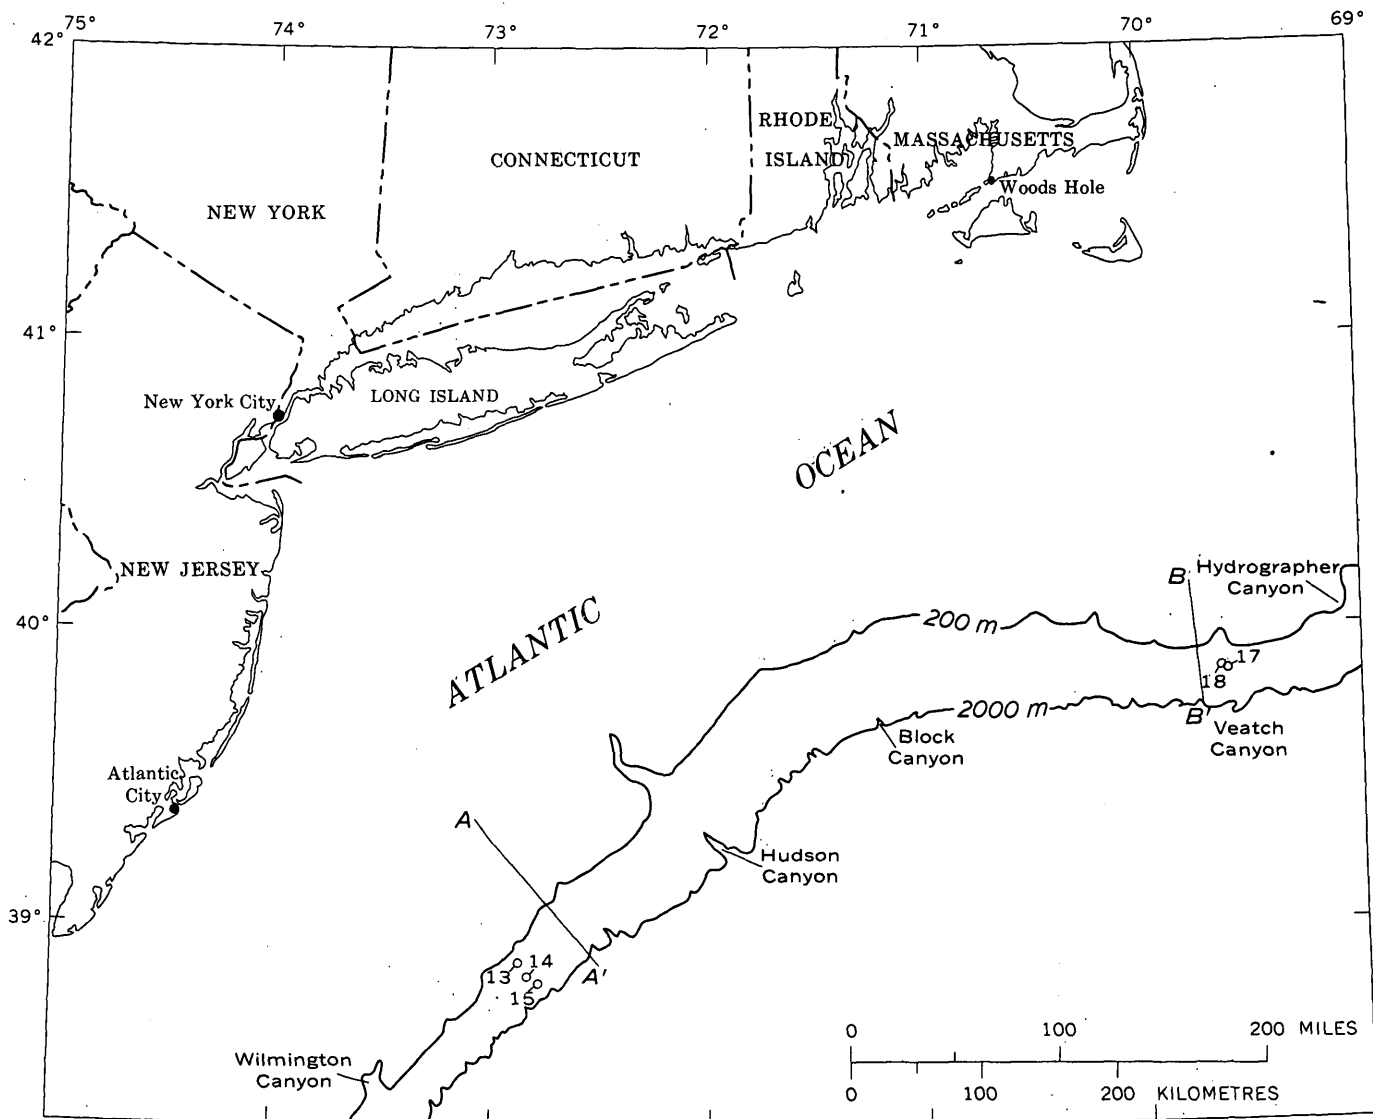 75°
74°
73°
72°
71°
70°
69°
42°
RHODE
ISLAND
MASSACHUSETTS
CONNECTICUT
Woods Hole
NEW YORK
41°
New York City
LONG ISLAND
OCEAN
NEW JERSEY
B
Hydrographer
Canyon
40°
200 m
ATLANTIC
17
18
2000 m
B'
Veatch
Canyon
Block
Canyon
Atlantic
City
A
Hudson
Canyon
39°
13
14
A'
15
0 100 200 MILES
Wilmington
Canyon
0 100 200 KILOMETRES